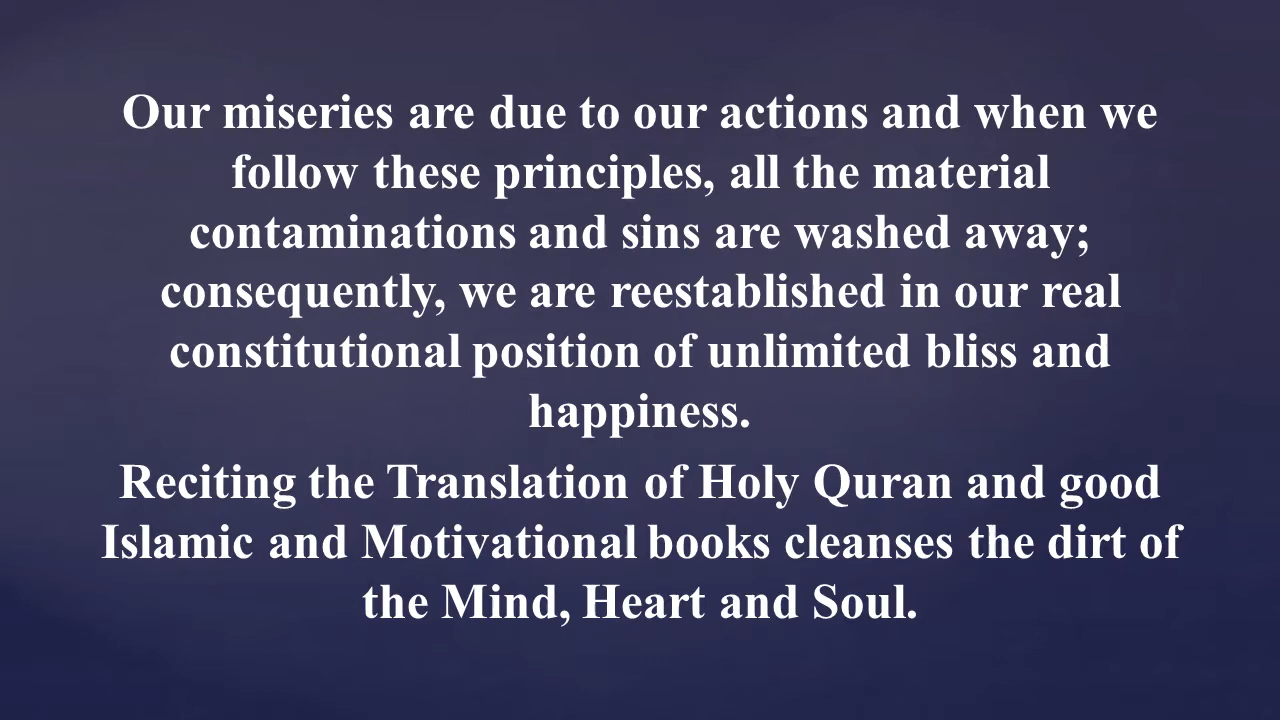 Our miseries are due to our actions and when we
follow these principles, all the material
contaminations and sins are washed away;
consequently, we are reestablished in our real
constitutional position of unlimited bliss and
happiness.
Reciting the Translation of Holy Quran and good
Islamic and Motivational books cleanses the dirt of
the Mind, Heart and Soul.